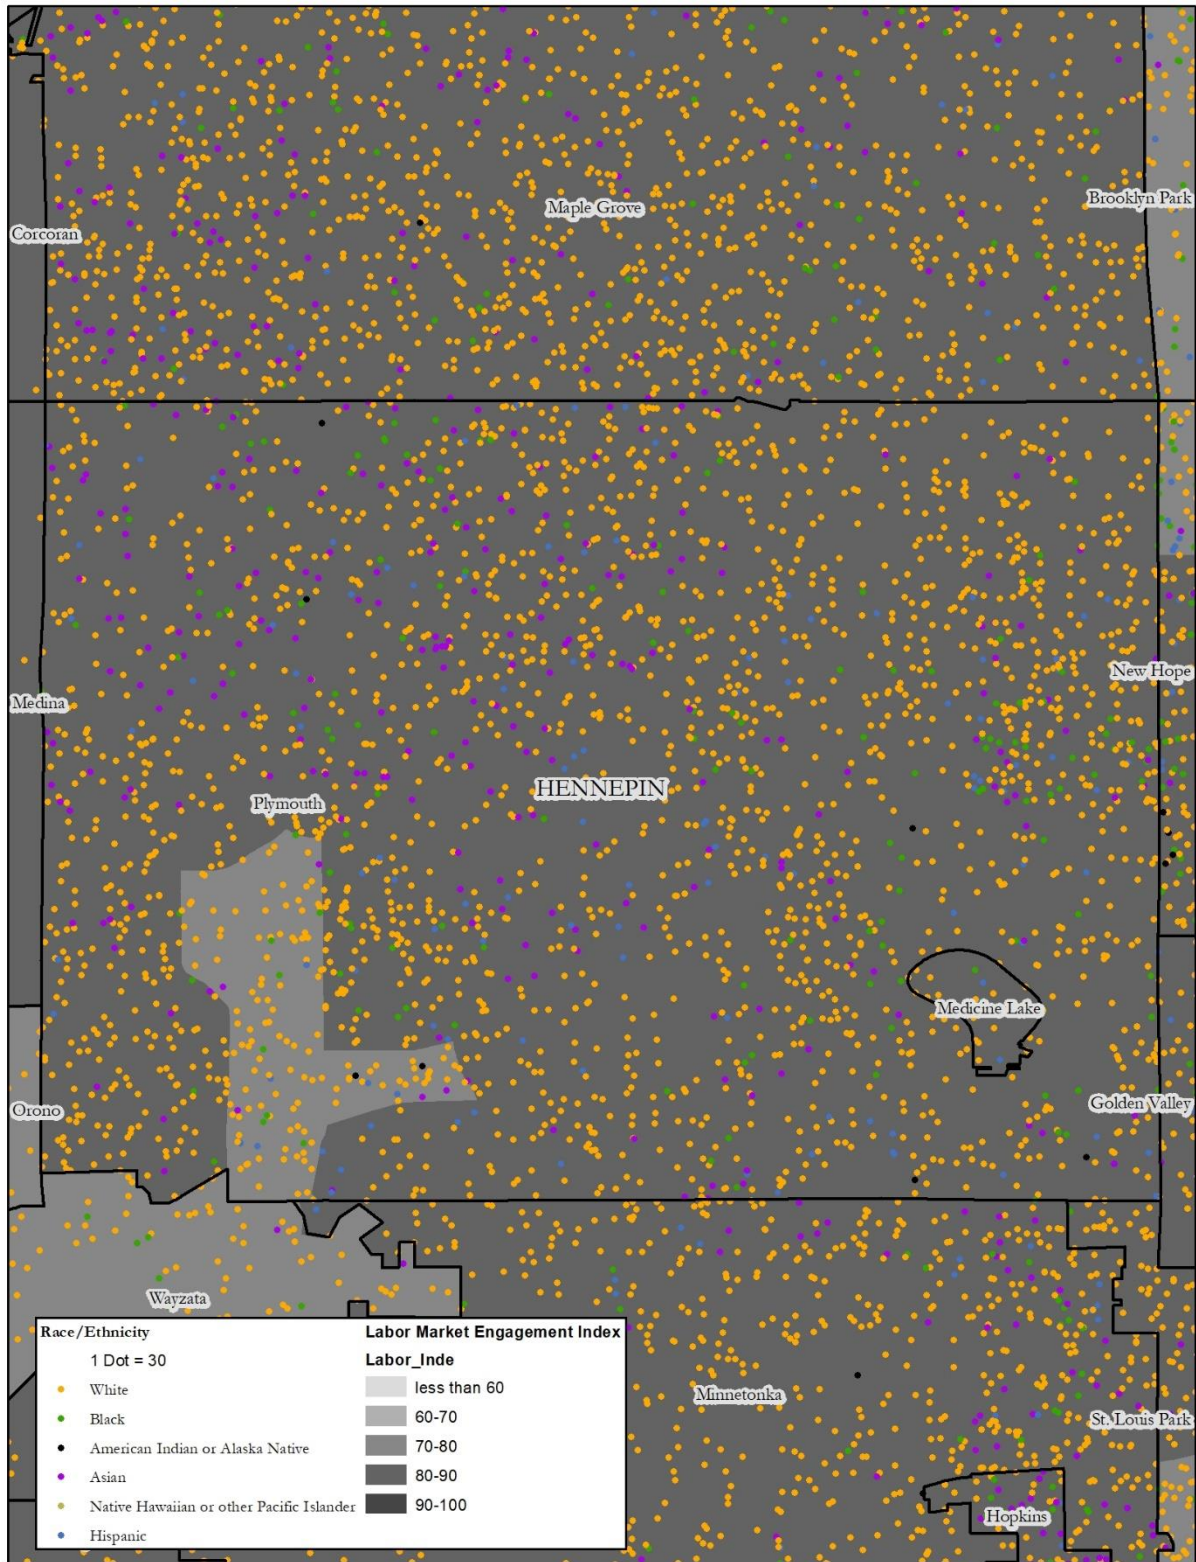 Maple Grove
Brooklyn Park
Corcoran
New Hope
Medina
HENNEPIN
Plymouth
Medicine Lake
Golden Valley
Orono
Wayzata
Minnetonka
St. Louis Park
Hopkins
Race/Ethnicity
1 Dot = 30
White
Black
American Indian or Alaska Native
Asian
Native Hawaiian or other Pacific Islander
Hispanic
Labor Market Engagement Index
Labor_Inde
less than 60
60-70
70-80
80-90
90-100